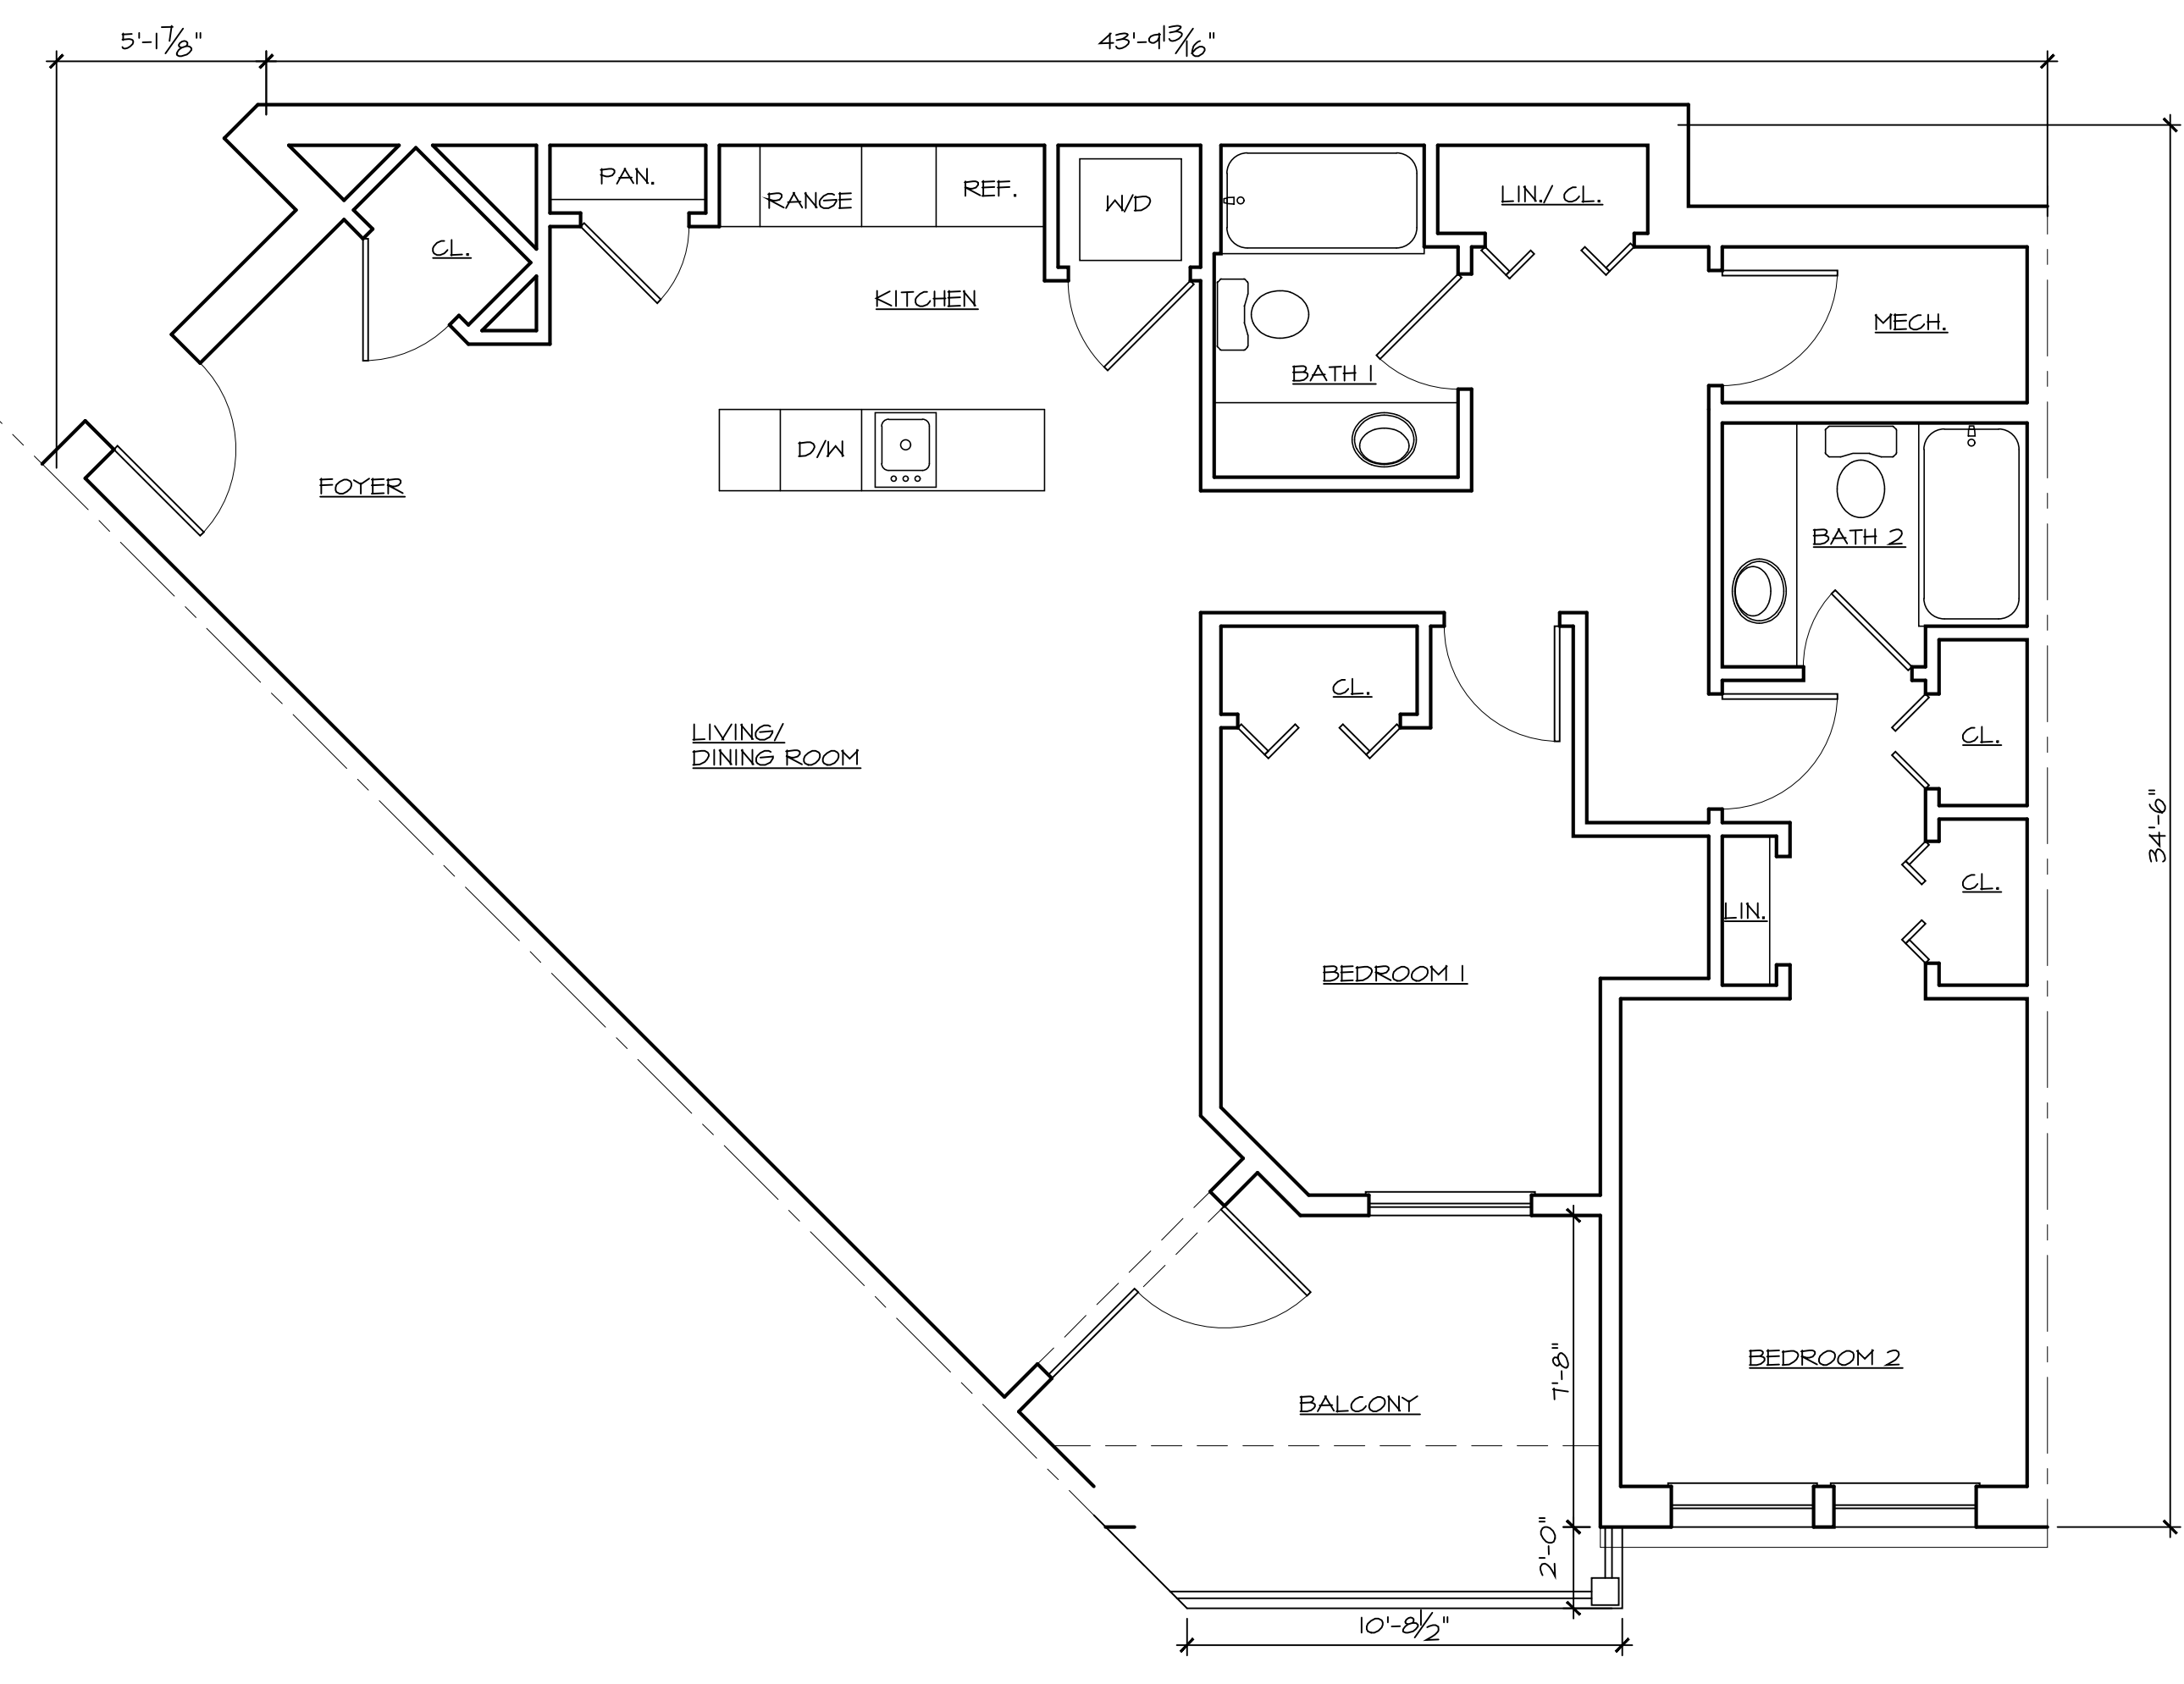 5'-1 7/8"
43'-9 13/16"
PAN.
RANGE
REF.
W/D
LIN./ CL.
CL.
KITCHEN
MECH.
BATH 1
D/W
FOYER
BATH 2
CL.
LIVING/
DINING ROOM
CL.
34'-6"
CL.
LIN.
BEDROOM 1
BEDROOM 2
7'-8"
BALCONY
2'-0"
10'-8 1/2"